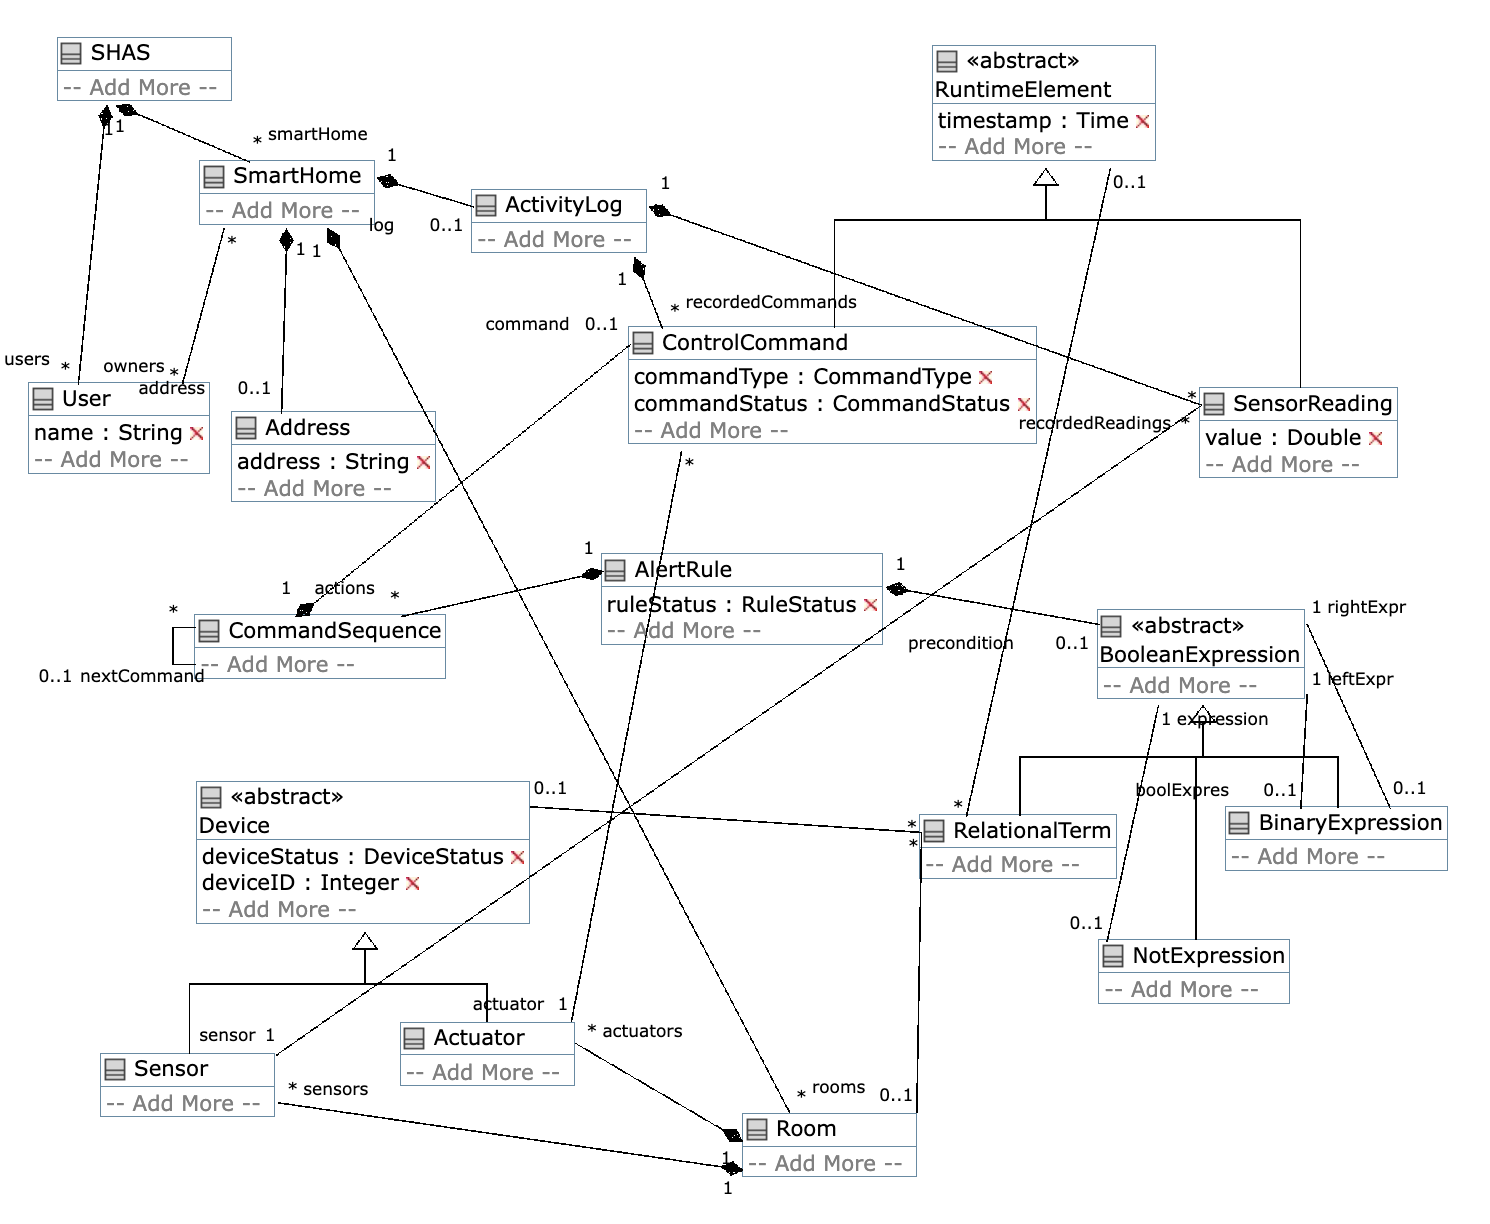 SHAS
-- Add More --
1
1
* smartHome
SmartHome
-- Add More --
1
log
0..1
ActivityLog
-- Add More --
1
1
«abstract»
RuntimeElement
timestamp : Time
-- Add More --
0..1
*
1
1
* recordedCommands
command 0..1
ControlCommand
commandType : CommandType
commandStatus : CommandStatus
-- Add More --
*
users *
owners *
address
0..1
User
name : String
-- Add More --
Address
address : String
-- Add More --
*
recordedReadings *
SensorReading
value : Double
-- Add More --
1 actions *
1
AlertRule
ruleStatus : RuleStatus
-- Add More --
1
*
0..1 nextCommand
CommandSequence
-- Add More --
precondition 0..1
«abstract»
BooleanExpression
-- Add More --
1 rightExpr
1 leftExpr
1 expression
boolExpres
0..1
0..1
«abstract»
Device
deviceStatus : DeviceStatus
deviceID : Integer
-- Add More --
0..1
*
*
*
RelationalTerm
-- Add More --
BinaryExpression
-- Add More --
0..1
NotExpression
-- Add More --
actuator 1
sensor 1
Sensor
-- Add More --
* sensors
Actuator
-- Add More --
* actuators
* rooms
0..1
Room
-- Add More --
1
1